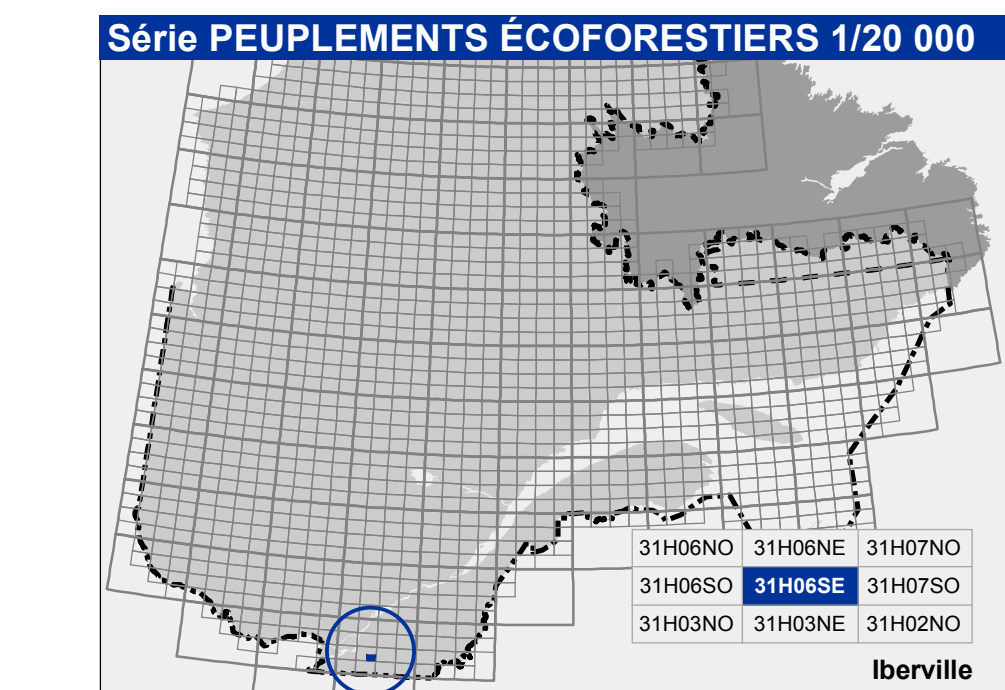 Série PEUPLEMENTS ÉCOFORESTIERS 1/20 000
31H06NO 31H06NE 31H07NO
31H06SO 31H06SE 31H07SO
31H03NO 31H03NE 31H02NO
Iberville